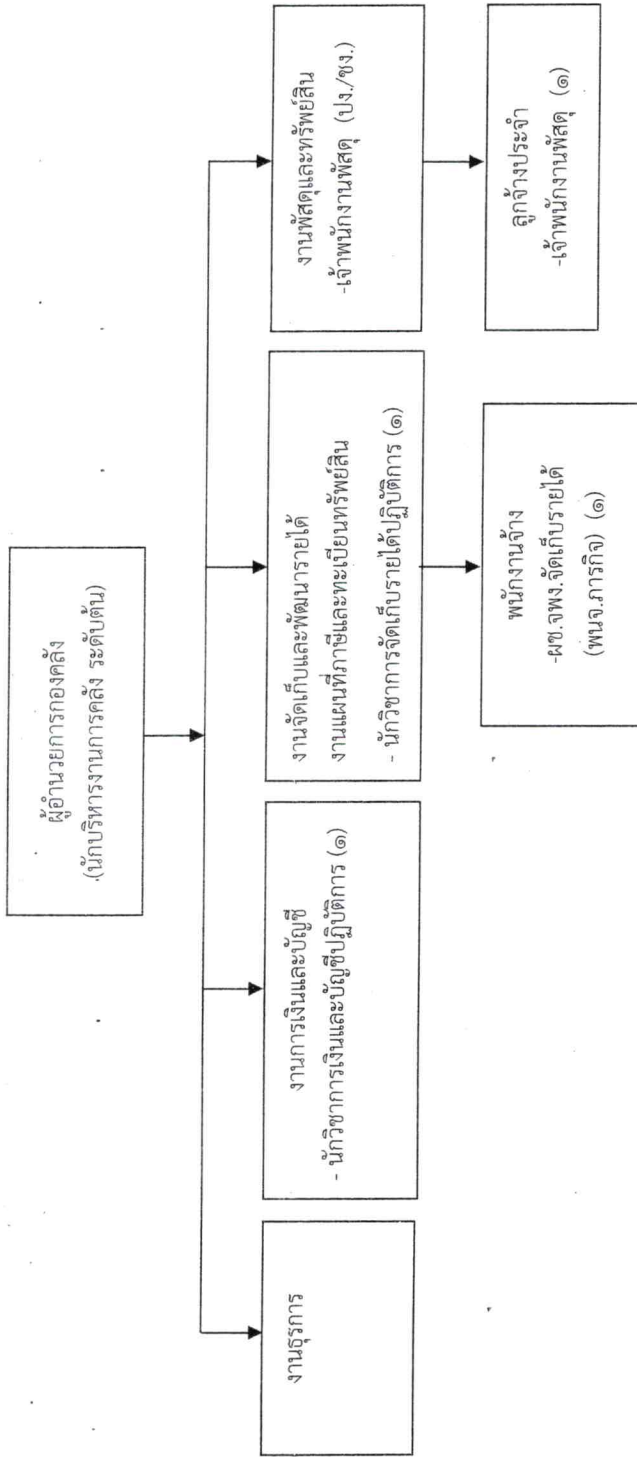 ผู้อำนวยการกองคลัง
(นักบริหารงานการคลัง ระดับต้น)
งานธุรการ
งานการเงินและบัญชี
- นักวิชาการเงินและบัญชีปฏิบัติการ (๑)
งานจัดเก็บและพัฒนารายได้
งานแผนที่ภาษีและทะเบียนทรัพย์สิน
- นักวิชาการจัดเก็บรายได้ปฏิบัติการ (๑)
งานพัสดุและทรัพย์สิน
-เจ้าพนักงานพัสดุ (ปง./ชง.)
พนักงานจ้าง
-ผช.จพง.จัดเก็บรายได้
(พนจ.ภารกิจ) (๑)
ลูกจ้างประจำ
-เจ้าพนักงานพัสดุ (๑)